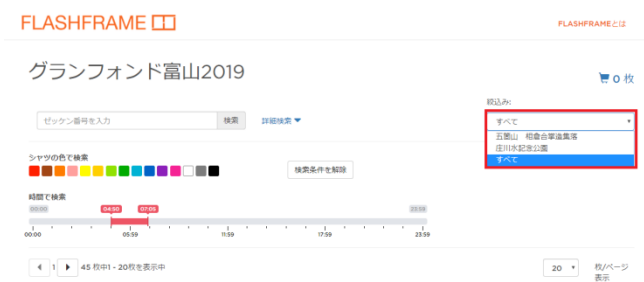 FLASHFRAME
FLASHFRAMEとは
グランフォンド富山2019
0 枚
絞込み:
ゼッケン番号を入力
検索
詳細検索
すべて
五箇山 相倉合掌造集落
庄川水記念公園
すべて
シャツの色で検索
検索条件を解除
時間で検索
00:00
04:50
07:05
23:59
00:00
05:59
11:59
17:59
23:59
1
45 枚中1 - 20枚を表示中
20
枚/ページ
表示